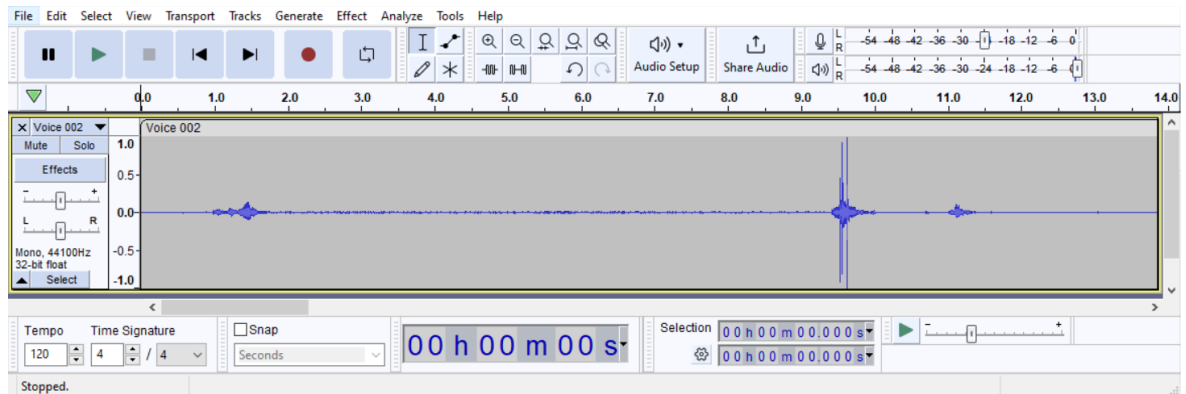 File Edit Select View Transport Tracks Generate Effect Analyze Tools Help
Audio Setup
Share Audio
L
R
-54 -48 -42 -36 -30 -18 -12 -6 0
L
R
-54 -48 -42 -36 -30 -24 -18 -12 -6
0.0 1.0 2.0 3.0 4.0 5.0 6.0 7.0 8.0 9.0 10.0 11.0 12.0 13.0 14.0
Voice 002
Voice 002
Mute Solo
Effects
- +
L R
Mono, 44100Hz
32-bit float
Select
1.0
0.5
0.0
-0.5
-1.0
Tempo
120
Time Signature
4 / 4
Snap
Seconds
00 h 00 m 00 s
Selection
00 h 00 m 00.000 s
00 h 00 m 00.000 s
- +
Stopped.